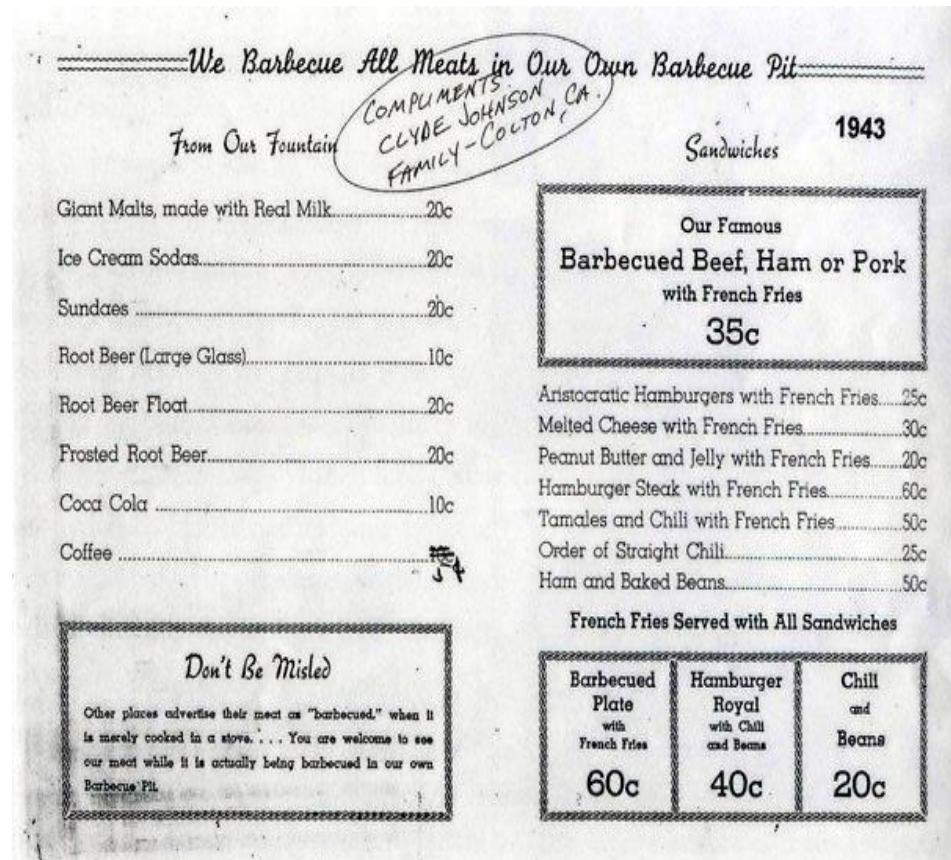 We Barbecue All Meats in Our Own Barbecue Pit
COMPLIMENTS
CLYDE JOHNSON
FAMILY-COLTON, CA.
From Our Fountain
Giant Malts, made with Real Milk 20c
Ice Cream Sodas 20c
Sundaes 20c
Root Beer (Large Glass) 10c
Root Beer Float 20c
Frosted Root Beer 20c
Coca Cola 10c
Coffee
5¢
Don't Be Misled
Other places advertise their meat as "barbecued," when it
is merely cooked in a stove. . . . You are welcome to see
our meat while it is actually being barbecued in our own
Barbecue Pit.
1943
Sandwiches
Our Famous
Barbecued Beef, Ham or Pork
with French Fries
35c
Aristocratic Hamburgers with French Fries 25c
Melted Cheese with French Fries 30c
Peanut Butter and Jelly with French Fries 20c
Hamburger Steak with French Fries 60c
Tamales and Chili with French Fries 50c
Order of Straight Chili 25c
Ham and Baked Beans 50c
French Fries Served with All Sandwiches
Barbecued
Plate
with
French Fries
60c
Hamburger
Royal
with Chili
and Beans
40c
Chili
and
Beans
20c